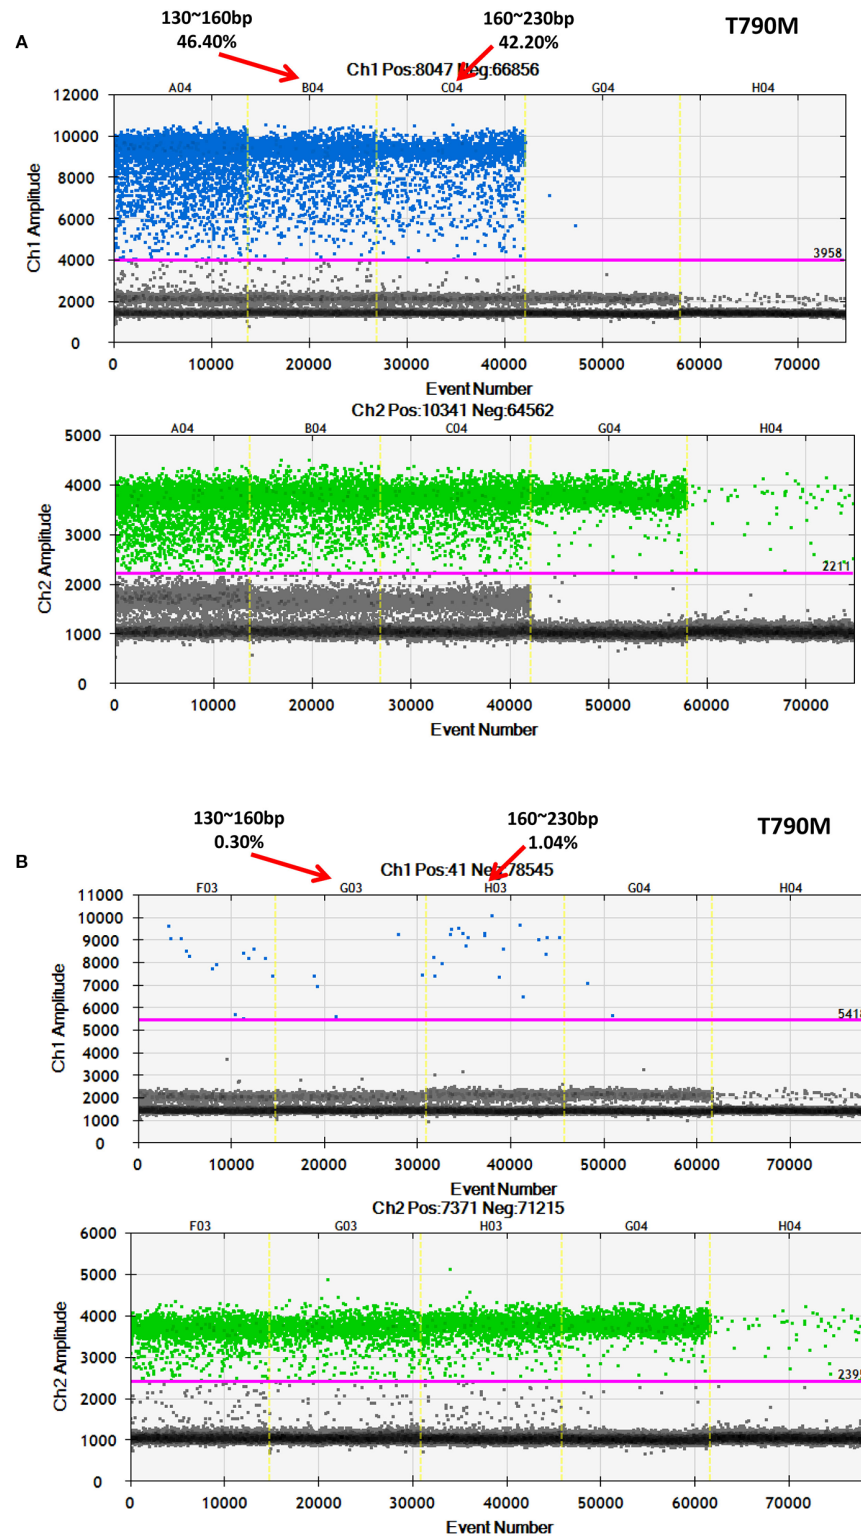 130~160bp 160~230bp T790M
46.40% 42.20%
A
Ch1 Pos:8047 Neg:66856
A04 B04 C04 G04 H04
12000
10000
8000
6000
4000
2000
0
3958
Ch1 Amplitude
0 10000 20000 30000 40000 50000 60000 70000
Event Number
Ch2 Pos:10341 Neg:64562
A04 B04 C04 G04 H04
5000
4000
3000
2000
1000
0
2211
Ch2 Amplitude
0 10000 20000 30000 40000 50000 60000 70000
Event Number
130~160bp 160~230bp T790M
0.30% 1.04%
B
Ch1 Pos:41 Neg:78545
F03 G03 H03 G04 H04
11000
10000
9000
8000
7000
6000
5000
4000
3000
2000
1000
0
5418
Ch1 Amplitude
0 10000 20000 30000 40000 50000 60000 70000
Event Number
Ch2 Pos:7371 Neg:71215
F03 G03 H03 G04 H04
6000
5000
4000
3000
2000
1000
0
Ch2 Amplitude
0 10000 20000 30000 40000 50000 60000 70000
Event Number